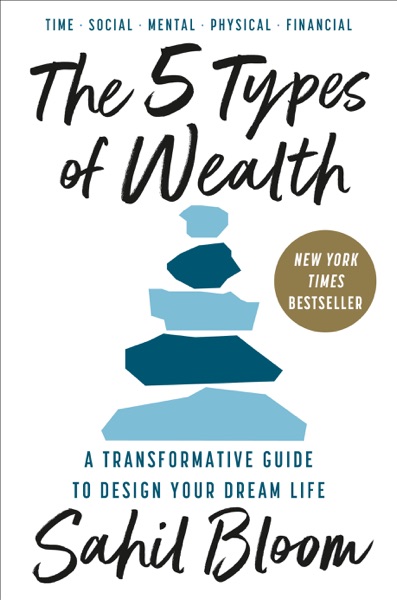 TIME · SOCIAL · MENTAL · PHYSICAL · FINANCIAL
The 5 Types
of Wealth
NEW YORK
TIMES
BESTSELLER
A TRANSFORMATIVE GUIDE
TO DESIGN YOUR DREAM LIFE
Sahil Bloom